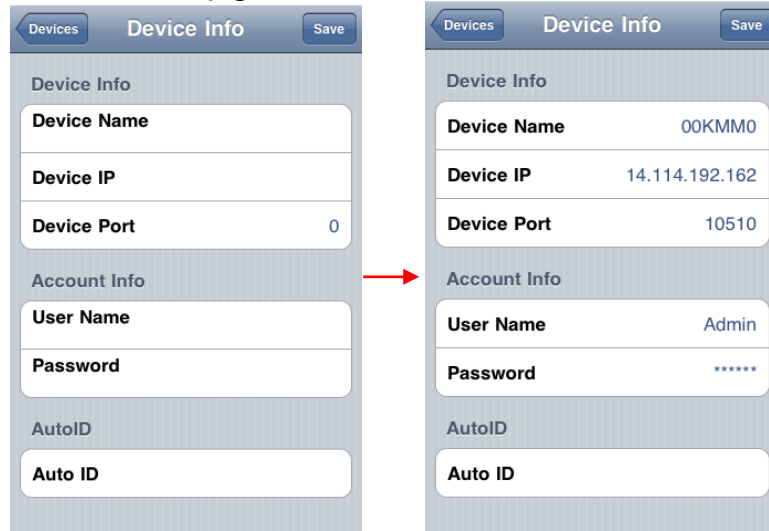 Devices Device Info Save
Device Info
Device Name
Device IP
Device Port 0
Account Info
User Name
Password
AutoID
Auto ID
Devices Device Info Save
Device Info
Device Name 00KMM0
Device IP 14.114.192.162
Device Port 10510
Account Info
User Name Admin
Password ******
AutoID
Auto ID